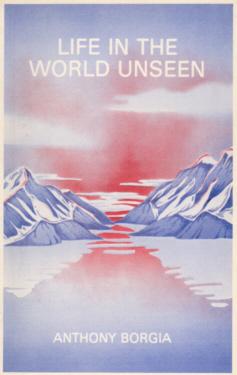 LIFE IN THE
WORLD UNSEEN
ANTHONY BORGIA